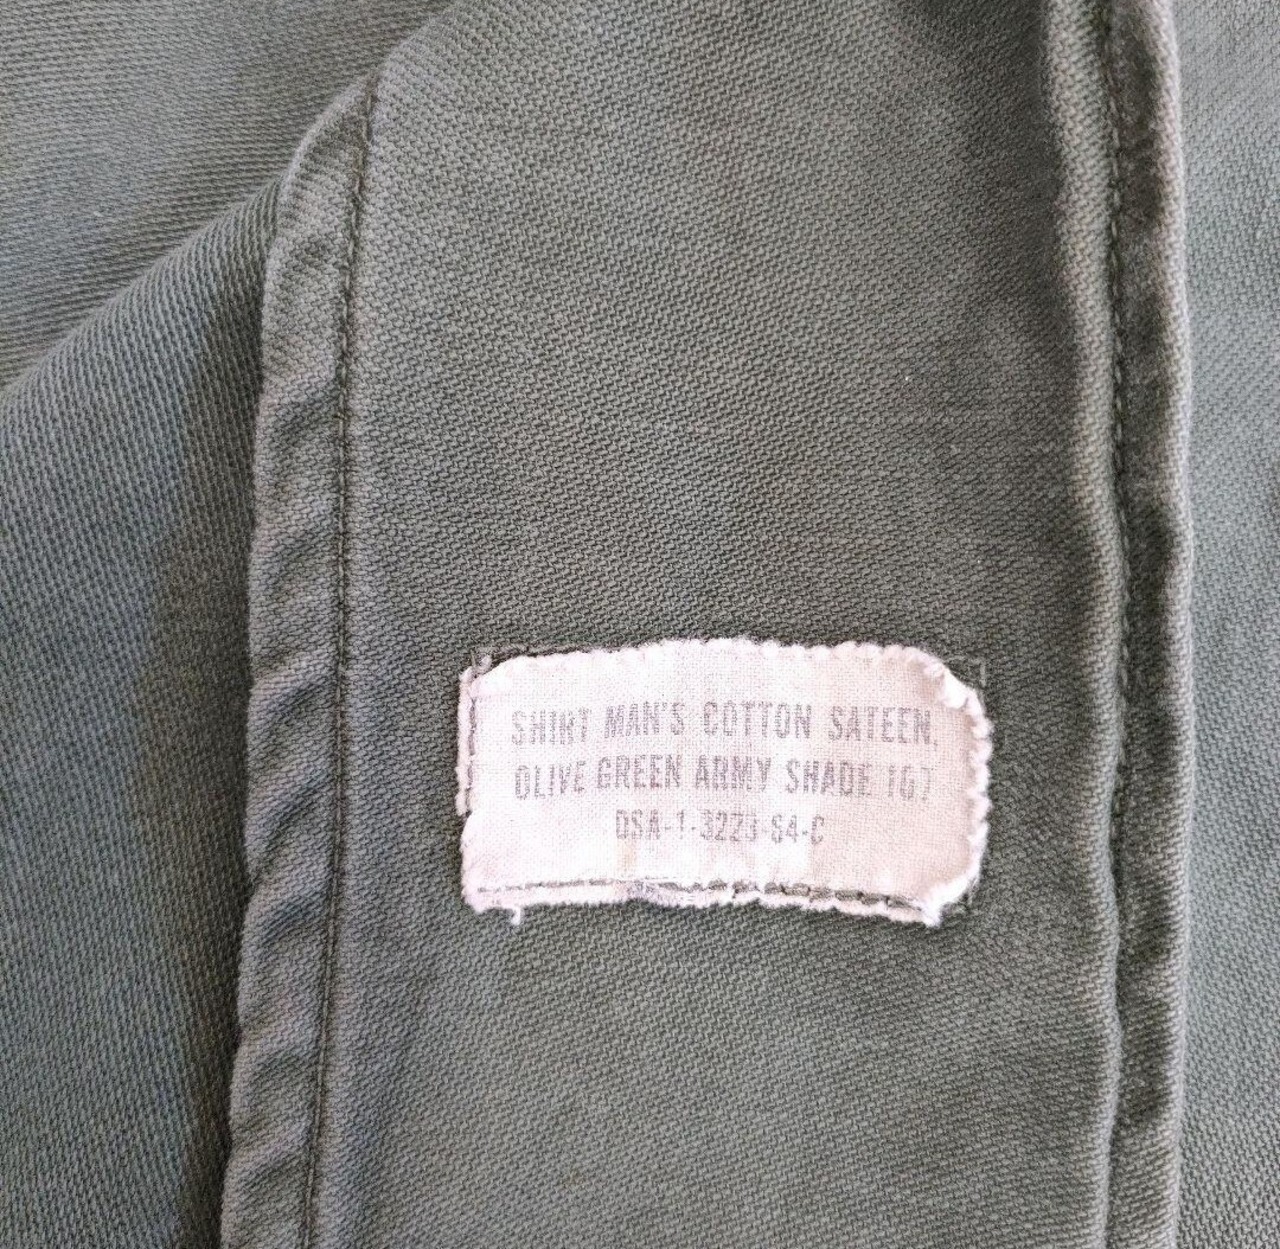 SHIRT MAN'S COTTON SATEEN,
OLIVE GREEN ARMY SHADE 107
DSA-1-3223-64-C